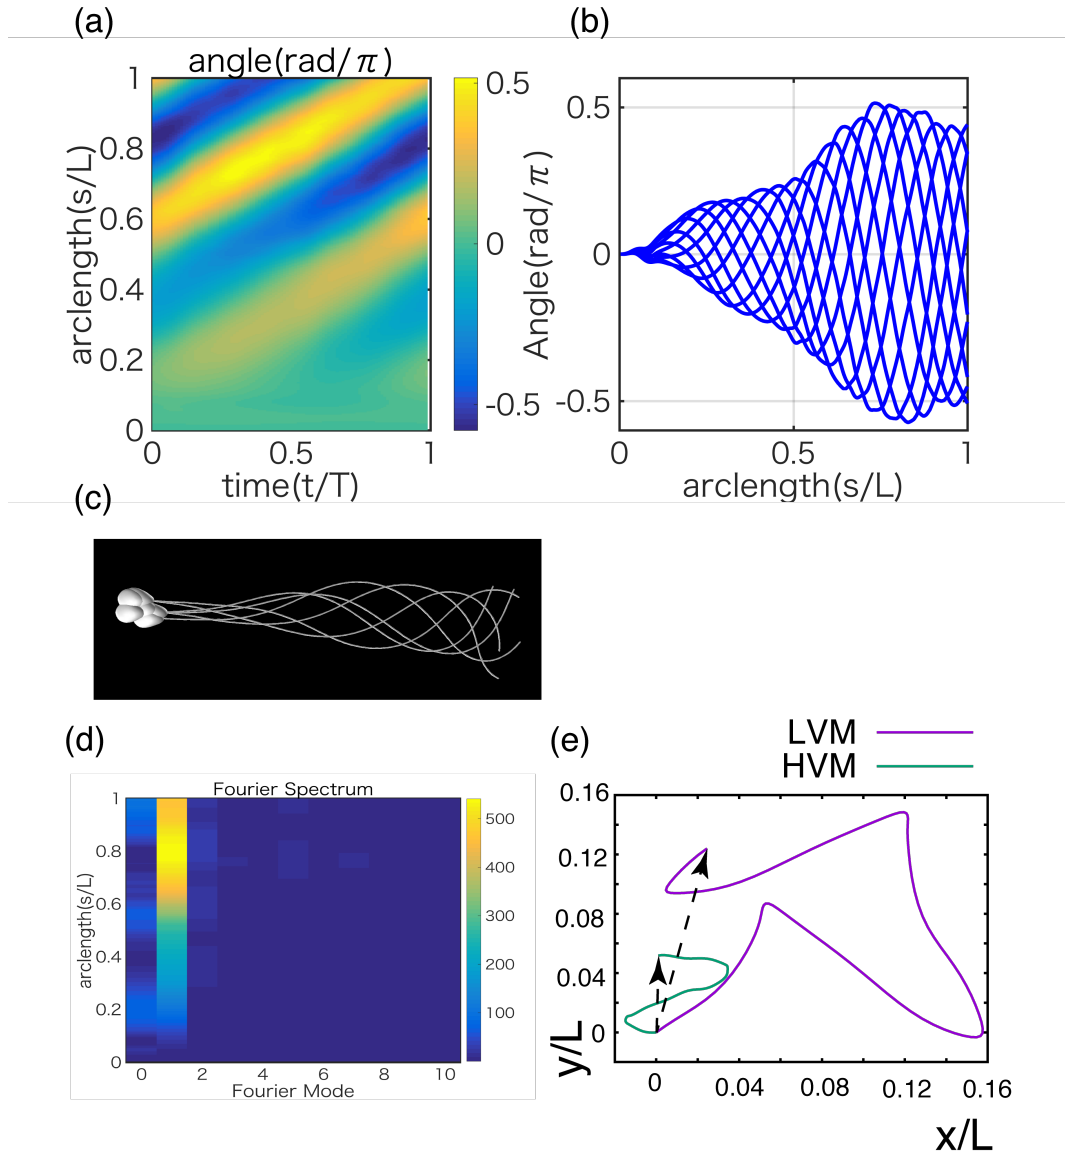 (a)
(b)
angle(rad/π)
1
0.8
0.6
0.4
0.2
0
arclength(s/L)
0
0.5
1
time(t/T)
0.5
0
-0.5
Angle(rad/π)
0.5
0
-0.5
0
0.5
1
arclength(s/L)
(c)
(d)
Fourier Spectrum
1
0.8
0.6
0.4
0.2
0
arclength(s/L)
0
2
4
6
8
10
Fourier Mode
500
400
300
200
100
(e)
LVM
HVM
0.16
0.12
0.08
0.04
0
y/L
0
0.04
0.08
0.12
0.16
x/L